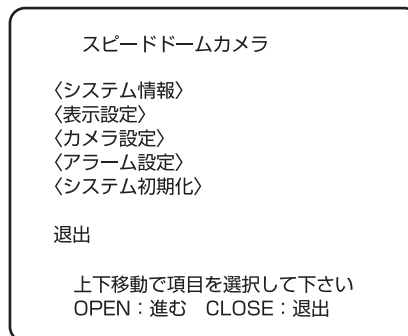 スピードドームカメラ
〈システム情報〉
〈表示設定〉
〈カメラ設定〉
〈アラーム設定〉
〈システム初期化〉
退出
上下移動で項目を選択して下さい
OPEN：進む　CLOSE：退出